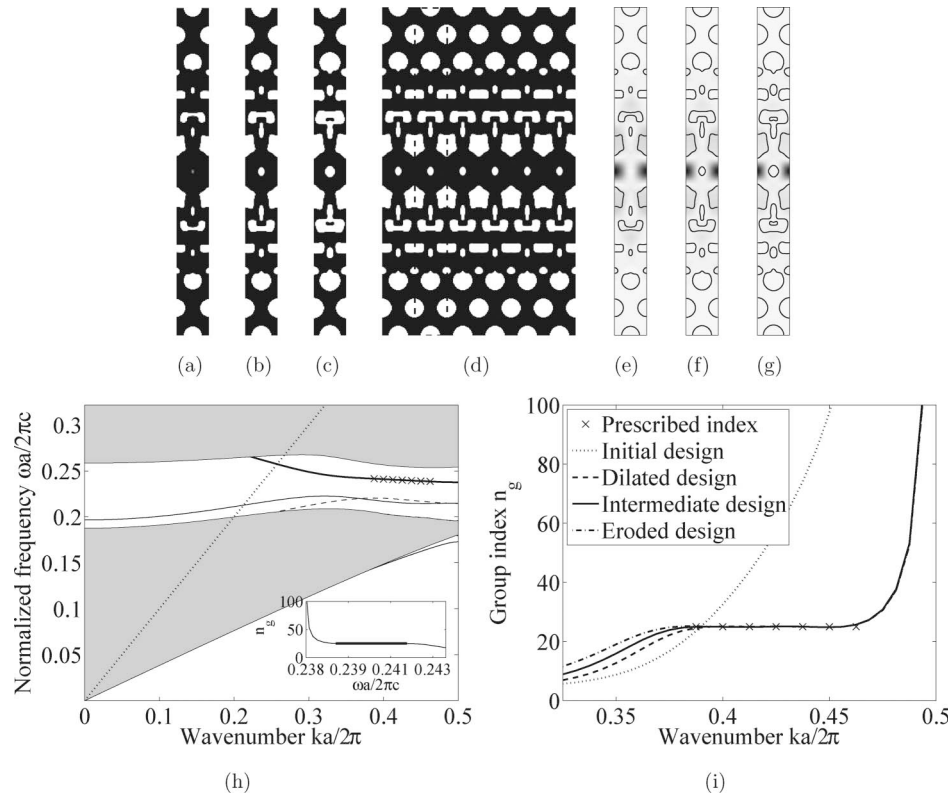 (a) (b) (c) (d) (e) (f) (g)
Normalized frequency ωa/2πc
0.25
0.2
0.15
0.1
0.05
0 0.1 0.2 0.3 0.4 0.5
Wavenumber ka/2π
n_g
100
50
0
0.238 0.239 0.241 0.243
ωa/2πc
(h)
Group index n_g
100
80
60
40
20
0
0.35 0.4 0.45 0.5
Wavenumber ka/2π
Prescribed index
Initial design
Dilated design
Intermediate design
Eroded design
(i)